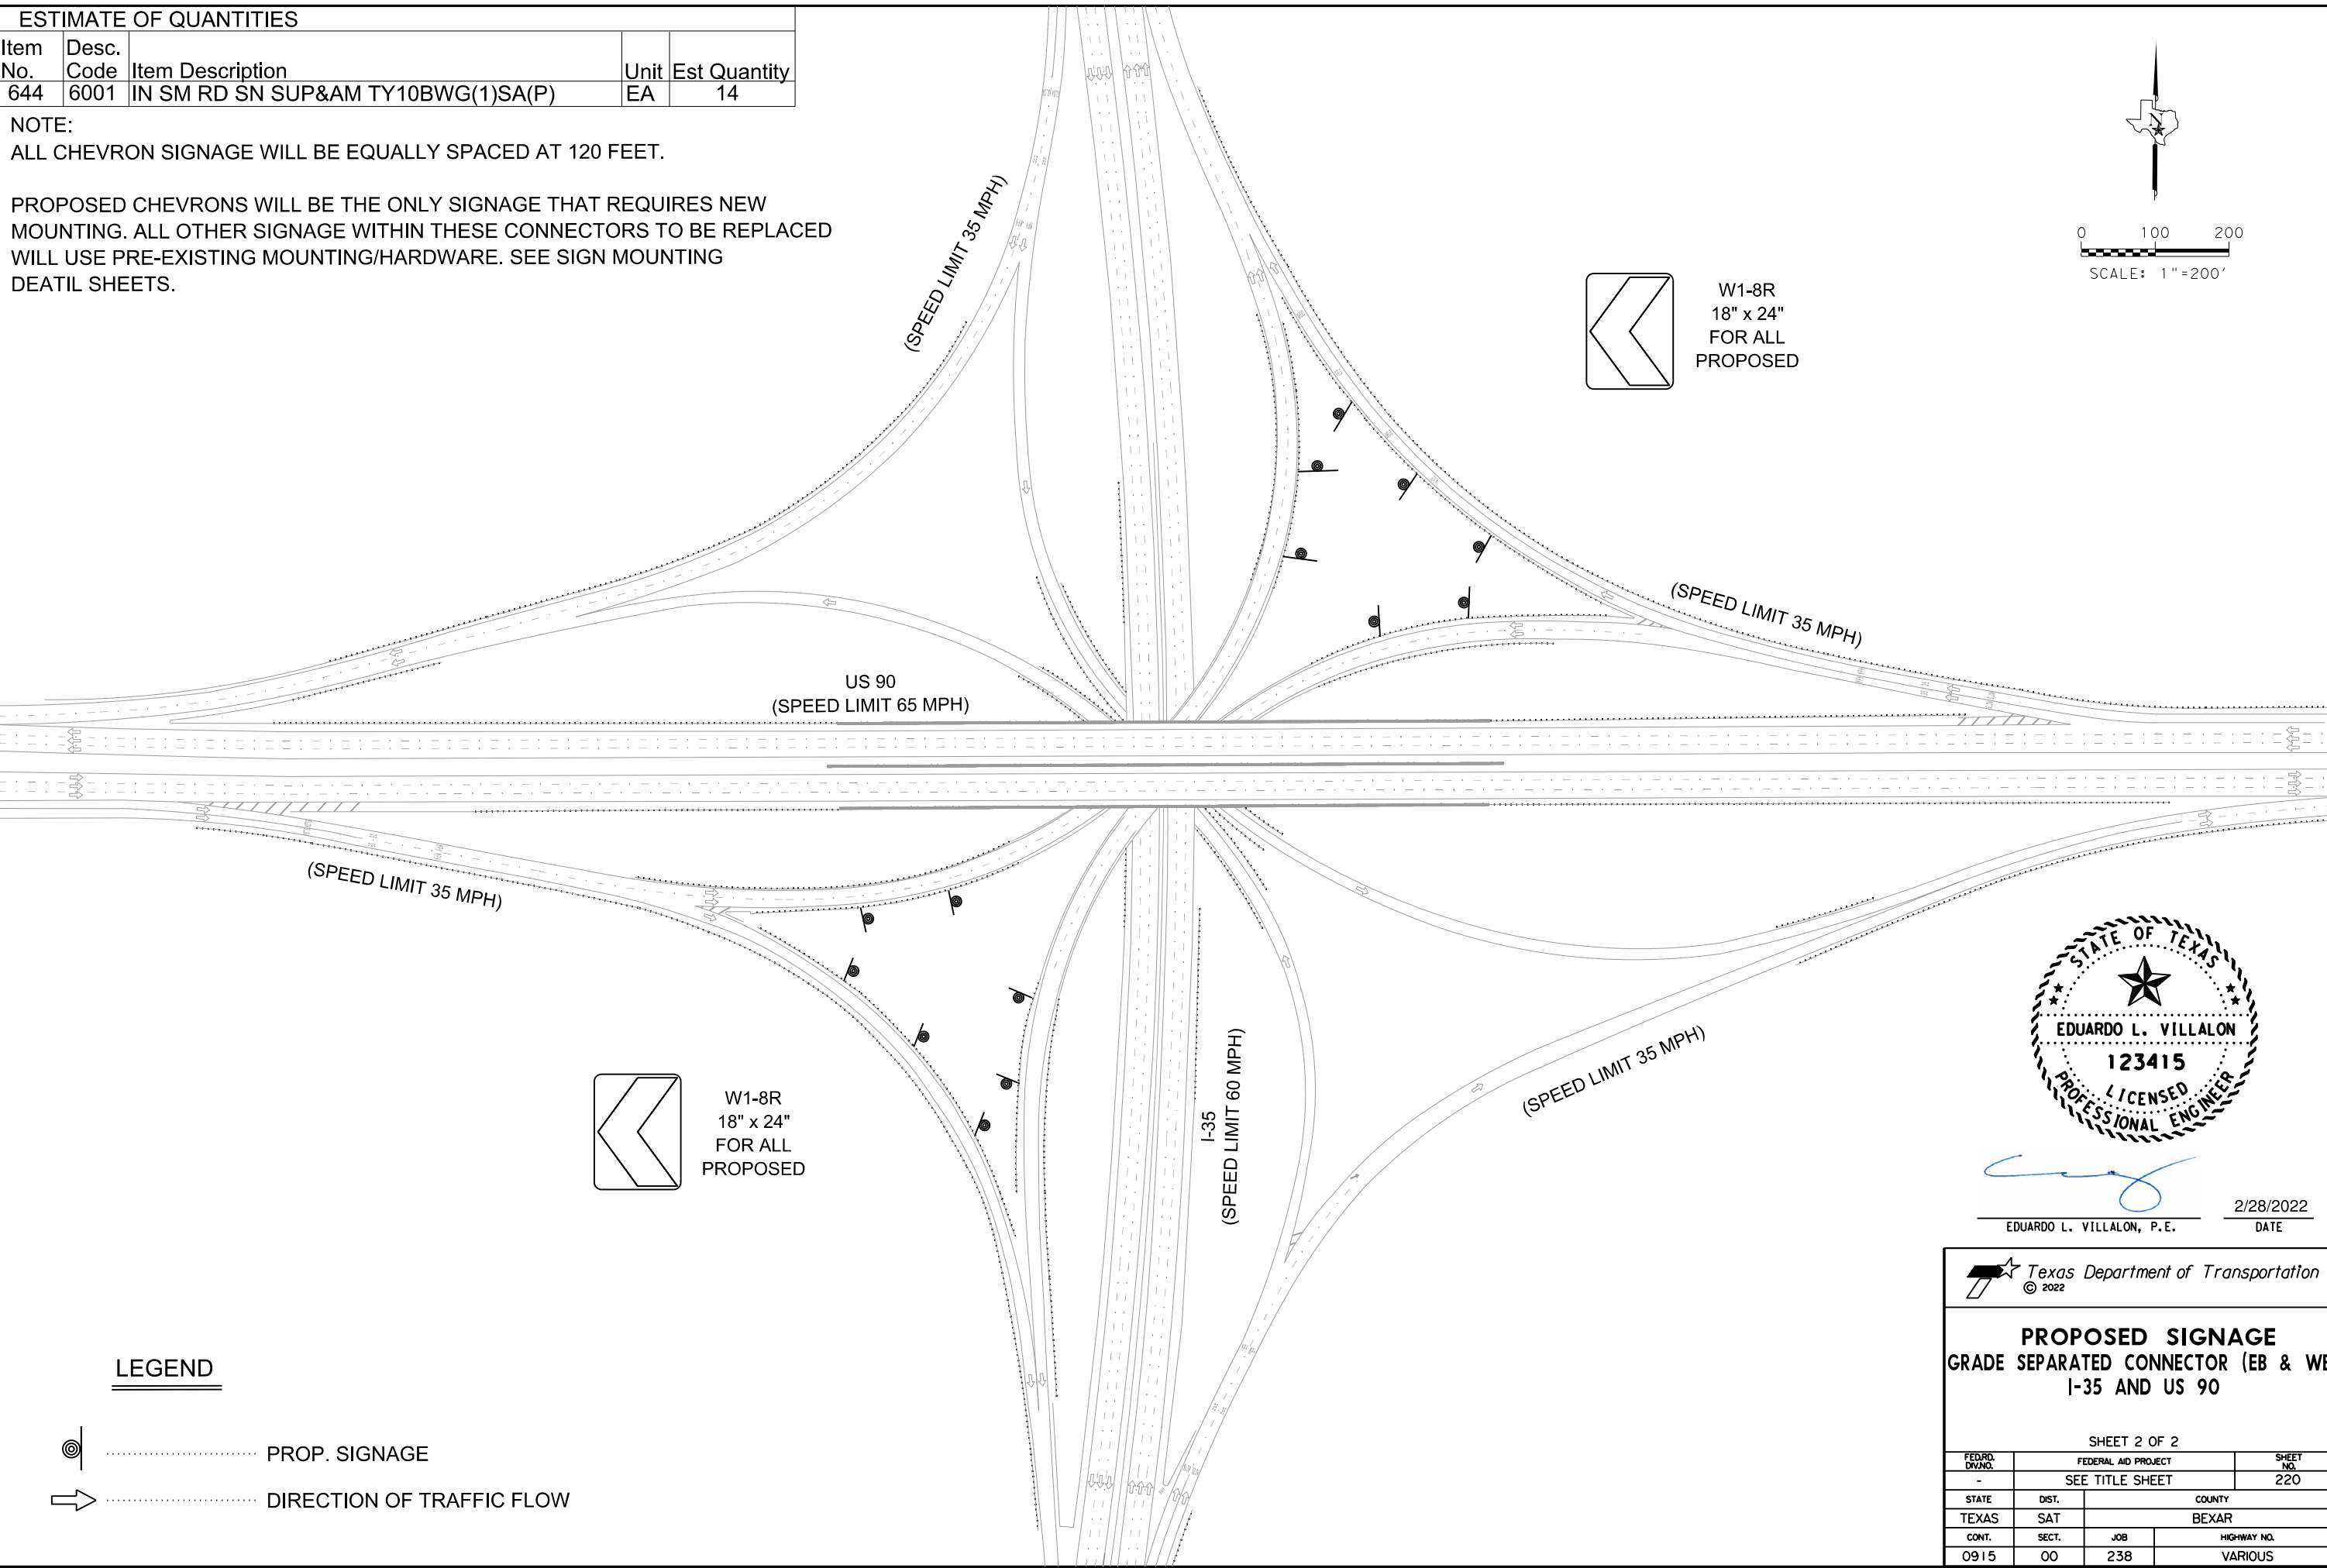 ESTIMATE OF QUANTITIES
Item No. Desc. Code Item Description Unit Est Quantity
644 6001 IN SM RD SN SUP&AM TY10BWG(1)SA(P) EA 14
NOTE:
ALL CHEVRON SIGNAGE WILL BE EQUALLY SPACED AT 120 FEET.
PROPOSED CHEVRONS WILL BE THE ONLY SIGNAGE THAT REQUIRES NEW
MOUNTING. ALL OTHER SIGNAGE WITHIN THESE CONNECTORS TO BE REPLACED
WILL USE PRE-EXISTING MOUNTING/HARDWARE. SEE SIGN MOUNTING
DEATIL SHEETS.
N
0 100 200
SCALE: 1"=200'
(SPEED LIMIT 35 MPH)
W1-8R
18" x 24"
FOR ALL
PROPOSED
(SPEED LIMIT 35 MPH)
US 90
(SPEED LIMIT 65 MPH)
(SPEED LIMIT 35 MPH)
W1-8R
18" x 24"
FOR ALL
PROPOSED
I-35
(SPEED LIMIT 60 MPH)
(SPEED LIMIT 35 MPH)
STATE OF TEXAS
EDUARDO L. VILLALON
123415
LICENSED
PROFESSIONAL ENGINEER
2/28/2022
EDUARDO L. VILLALON, P.E. DATE
LEGEND
PROP. SIGNAGE
DIRECTION OF TRAFFIC FLOW
Texas Department of Transportation
© 2022
PROPOSED SIGNAGE
GRADE SEPARATED CONNECTOR (EB & WB
I-35 AND US 90
SHEET 2 OF 2
FED.RD. DIV.NO. FEDERAL AID PROJECT SHEET NO.
- SEE TITLE SHEET 220
STATE DIST. COUNTY
TEXAS SAT BEXAR
CONT. SECT. JOB HIGHWAY NO.
0915 00 238 VARIOUS